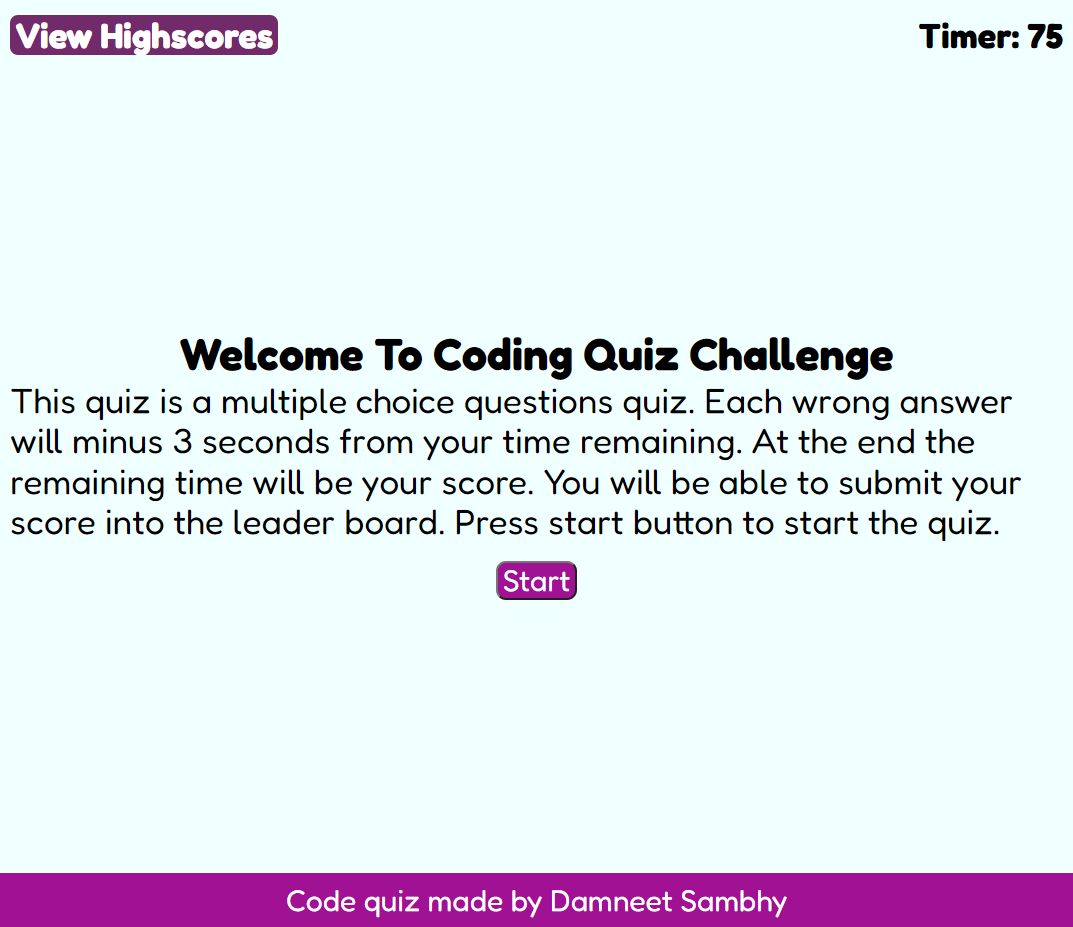 View Highscores
Timer: 75
Welcome To Coding Quiz Challenge
This quiz is a multiple choice questions quiz. Each wrong answer
will minus 3 seconds from your time remaining. At the end the
remaining time will be your score. You will be able to submit your
score into the leader board. Press start button to start the quiz.
Start
Code quiz made by Damneet Sambhy